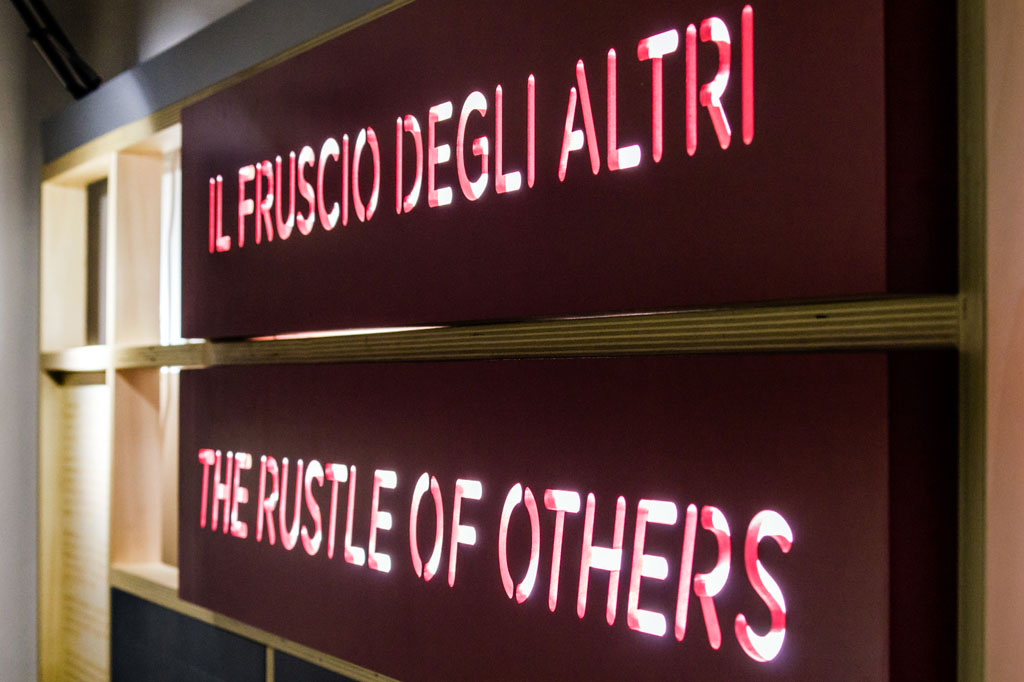 IL FRUSCIO DEGLI ALTRI
THE RUSTLE OF OTHERS